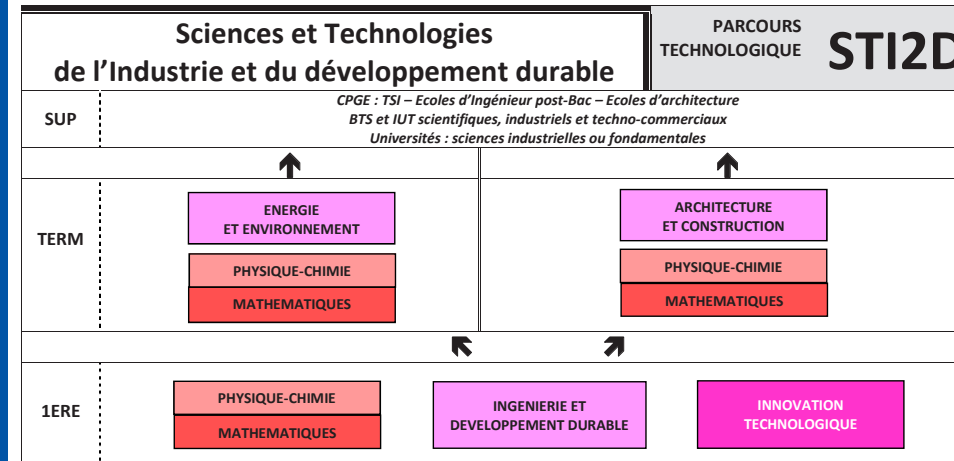 Sciences et Technologies
de l'Industrie et du développement durable
PARCOURS
TECHNOLOGIQUE
STI2D
SUP
CPGE : TSI – Ecoles d'Ingénieur post-Bac – Ecoles d'architecture
BTS et IUT scientifiques, industriels et techno-commerciaux
Universités : sciences industrielles ou fondamentales
TERM
ENERGIE
ET ENVIRONNEMENT
PHYSIQUE-CHIMIE
MATHEMATIQUES
ARCHITECTURE
ET CONSTRUCTION
PHYSIQUE-CHIMIE
MATHEMATIQUES
1ERE
PHYSIQUE-CHIMIE
MATHEMATIQUES
INGENIERIE ET
DEVELOPPEMENT DURABLE
INNOVATION
TECHNOLOGIQUE